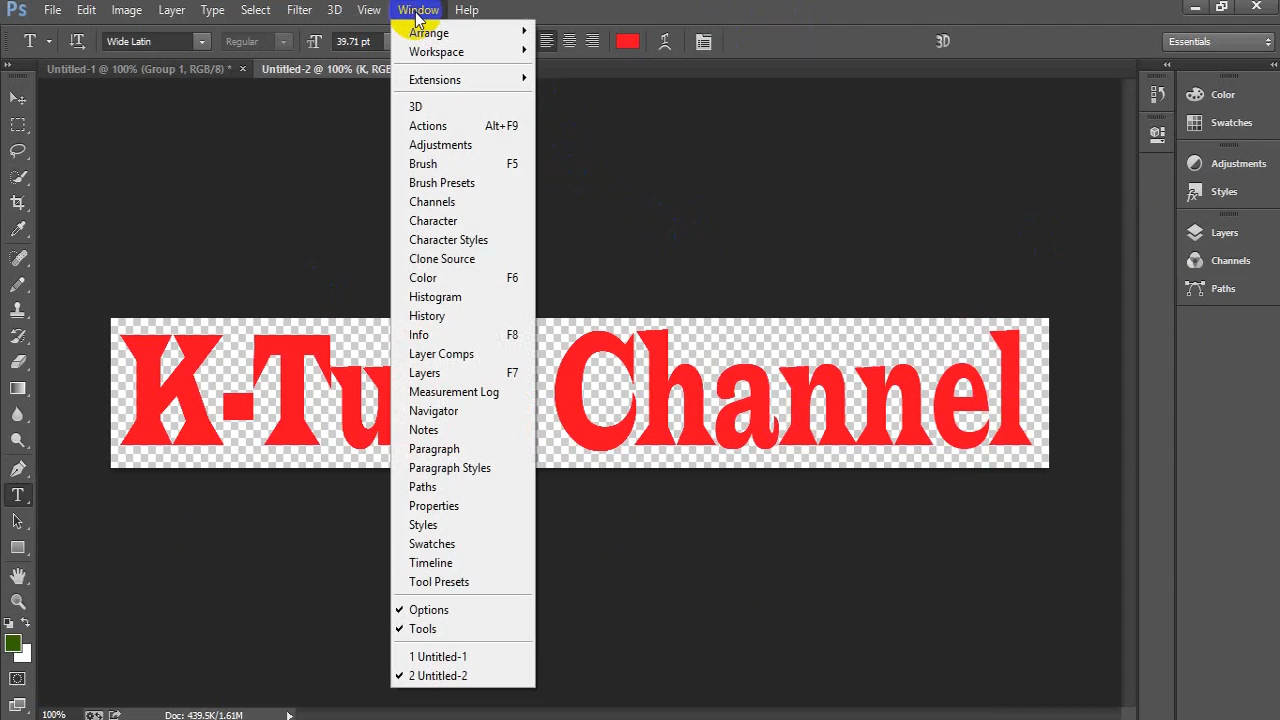 Ps File Edit Image Layer Type Select Filter 3D View Window Help
T Wide Latin Regular 39.71 pt 3D Essentials
Untitled-1 @ 100% (Group 1, RGB/8) * × Untitled-2 @ 100% (K, RGB
Arrange
Workspace
Extensions
3D
Actions Alt+F9
Adjustments
Brush F5
Brush Presets
Channels
Character
Character Styles
Clone Source
Color F6
Histogram
History
Info F8
Layer Comps
Layers F7
Measurement Log
Navigator
Notes
Paragraph
Paragraph Styles
Paths
Properties
Styles
Swatches
Timeline
Tool Presets
✓ Options
✓ Tools
1 Untitled-1
✓ 2 Untitled-2
Color
Swatches
Adjustments
Styles
Layers
Channels
Paths
K-Tu Channel
100% Doc: 439.5K/1.61M